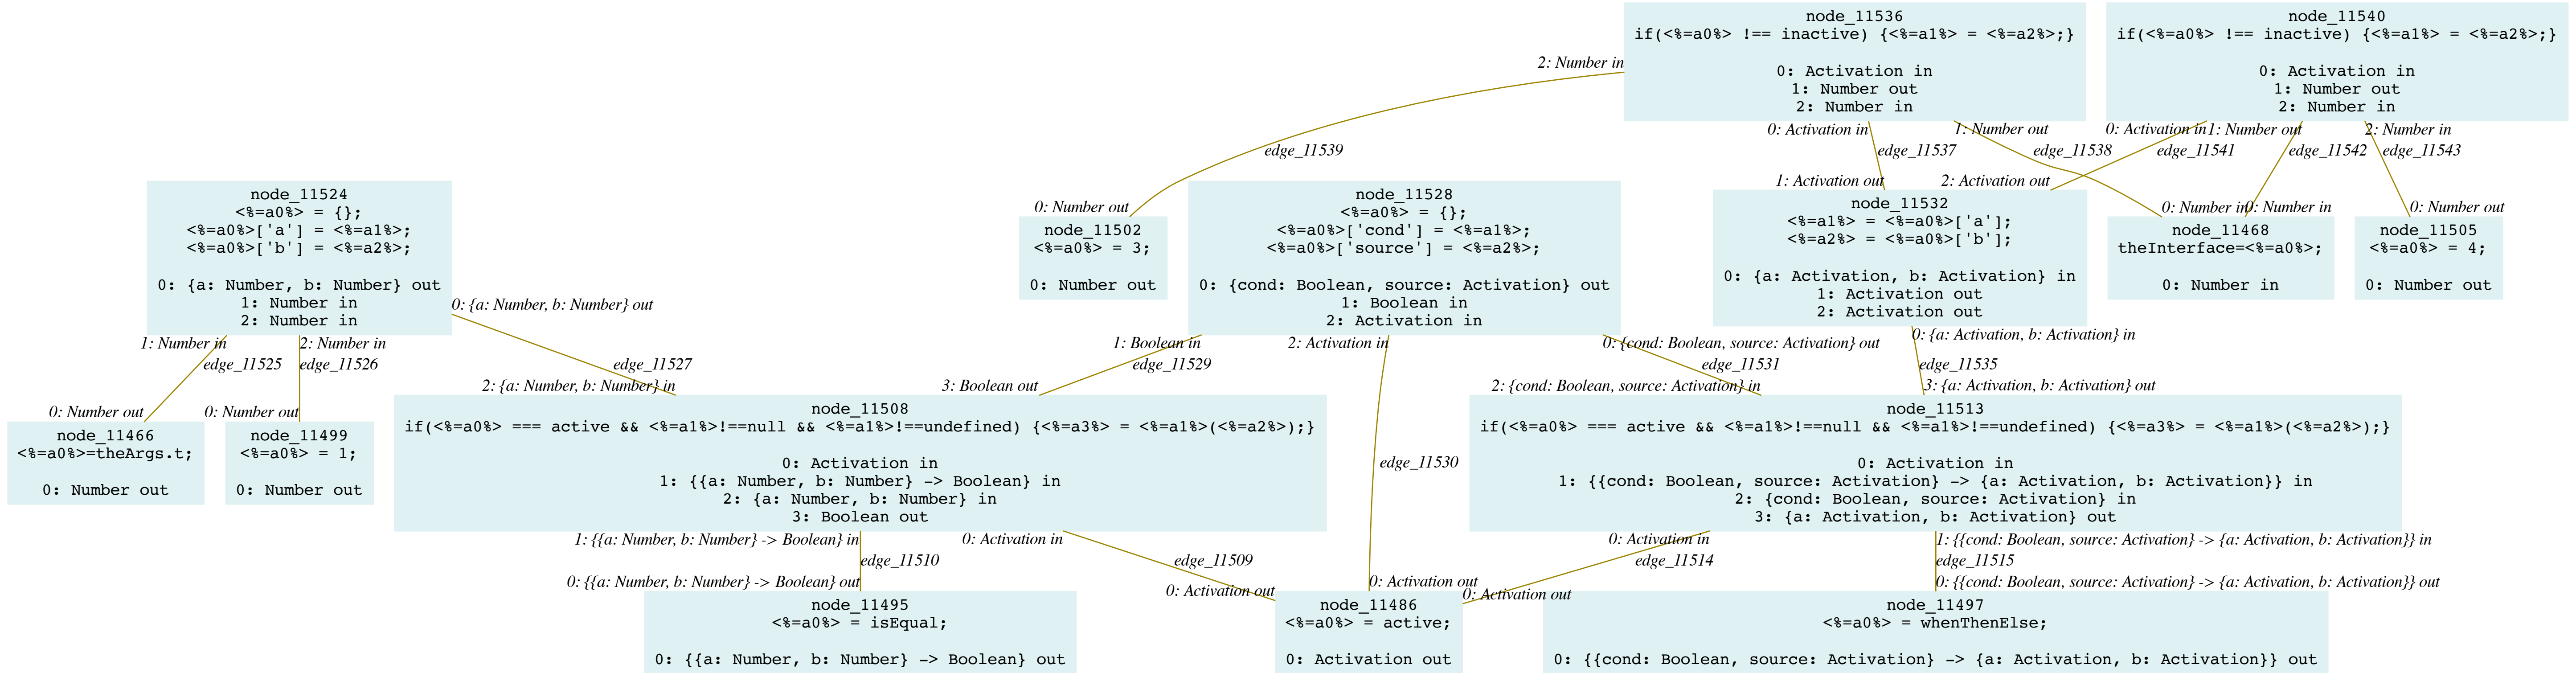 node_11536
if(<%=a0%> !== inactive) {<%=a1%> = <%=a2%>;}
0: Activation in
1: Number out
2: Number in
node_11540
if(<%=a0%> !== inactive) {<%=a1%> = <%=a2%>;}
0: Activation in
1: Number out
2: Number in
2: Number in
0: Activation in
1: Number out
0: Activation in
1: Number out
2: Number in
edge_11539
edge_11537
edge_11538
edge_11541
edge_11542
edge_11543
0: Number out
1: Activation out
2: Activation out
0: Number in
0: Number in
0: Number out
node_11524
<%=a0%> = {};
<%=a0%>['a'] = <%=a1%>;
<%=a0%>['b'] = <%=a2%>;
0: {a: Number, b: Number} out
1: Number in
2: Number in
node_11502
<%=a0%> = 3;
0: Number out
node_11528
<%=a0%> = {};
<%=a0%>['cond'] = <%=a1%>;
<%=a0%>['source'] = <%=a2%>;
0: {cond: Boolean, source: Activation} out
1: Boolean in
2: Activation in
node_11532
<%=a1%> = <%=a0%>['a'];
<%=a2%> = <%=a0%>['b'];
0: {a: Activation, b: Activation} in
1: Activation out
2: Activation out
node_11468
theInterface=<%=a0%>;
0: Number in
node_11505
<%=a0%> = 4;
0: Number out
0: {a: Number, b: Number} out
1: Number in
2: Number in
1: Boolean in
2: Activation in
0: {cond: Boolean, source: Activation} out
0: {a: Activation, b: Activation} in
edge_11525
edge_11526
edge_11527
edge_11529
edge_11531
edge_11535
0: Number out
0: Number out
2: {a: Number, b: Number} in
3: Boolean out
2: {cond: Boolean, source: Activation} in
3: {a: Activation, b: Activation} out
node_11466
<%=a0%>=theArgs.t;
0: Number out
node_11499
<%=a0%> = 1;
0: Number out
node_11508
if(<%=a0%> === active && <%=a1%>!==null && <%=a1%>!==undefined) {<%=a3%> = <%=a1%>(<%=a2%>);}
0: Activation in
1: {{a: Number, b: Number} -> Boolean} in
2: {a: Number, b: Number} in
3: Boolean out
edge_11530
node_11513
if(<%=a0%> === active && <%=a1%>!==null && <%=a1%>!==undefined) {<%=a3%> = <%=a1%>(<%=a2%>);}
0: Activation in
1: {{cond: Boolean, source: Activation} -> {a: Activation, b: Activation}} in
2: {cond: Boolean, source: Activation} in
3: {a: Activation, b: Activation} out
1: {{a: Number, b: Number} -> Boolean} in
0: Activation in
0: Activation in
1: {{cond: Boolean, source: Activation} -> {a: Activation, b: Activation}} in
edge_11510
edge_11509
edge_11514
edge_11515
0: {{a: Number, b: Number} -> Boolean} out
0: Activation out
0: Activation out
0: Activation out
0: {{cond: Boolean, source: Activation} -> {a: Activation, b: Activation}} out
node_11495
<%=a0%> = isEqual;
0: {{a: Number, b: Number} -> Boolean} out
node_11486
<%=a0%> = active;
0: Activation out
node_11497
<%=a0%> = whenThenElse;
0: {{cond: Boolean, source: Activation} -> {a: Activation, b: Activation}} out